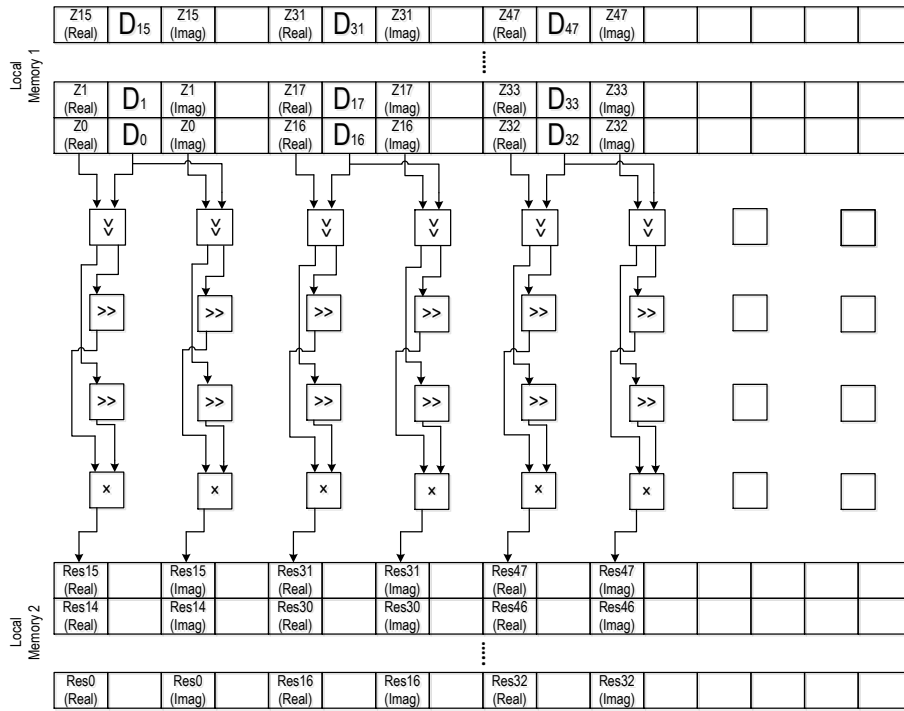 Local
Memory 1
Z15
(Real)
D15
Z15
(Imag)
Z31
(Real)
D31
Z31
(Imag)
Z47
(Real)
D47
Z47
(Imag)
Z1
(Real)
D1
Z1
(Imag)
Z17
(Real)
D17
Z17
(Imag)
Z33
(Real)
D33
Z33
(Imag)
Z0
(Real)
D0
Z0
(Imag)
Z16
(Real)
D16
Z16
(Imag)
Z32
(Real)
D32
Z32
(Imag)
>> >> >> >> >> >>
>> >> >> >> >> >>
>> >> >> >> >> >>
× × × × × ×
Local
Memory 2
Res15
(Real)
Res15
(Imag)
Res31
(Real)
Res31
(Imag)
Res47
(Real)
Res47
(Imag)
Res14
(Real)
Res14
(Imag)
Res30
(Real)
Res30
(Imag)
Res46
(Real)
Res46
(Imag)
Res0
(Real)
Res0
(Imag)
Res16
(Real)
Res16
(Imag)
Res32
(Real)
Res32
(Imag)